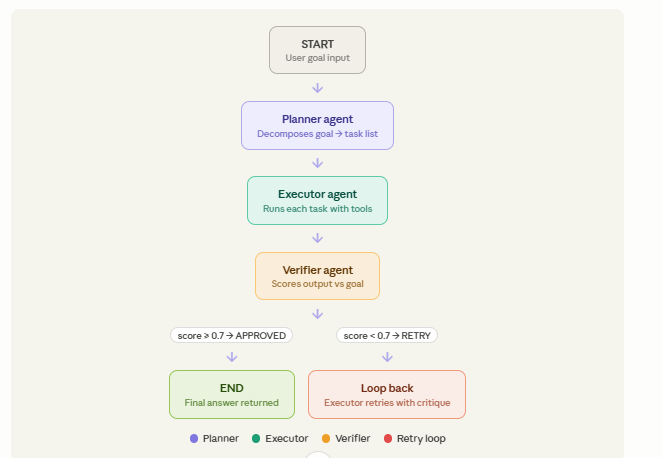 START
User goal input
Planner agent
Decomposes goal → task list
Executor agent
Runs each task with tools
Verifier agent
Scores output vs goal
score ≥ 0.7 → APPROVED
score < 0.7 → RETRY
END
Final answer returned
Loop back
Executor retries with critique
Planner
Executor
Verifier
Retry loop